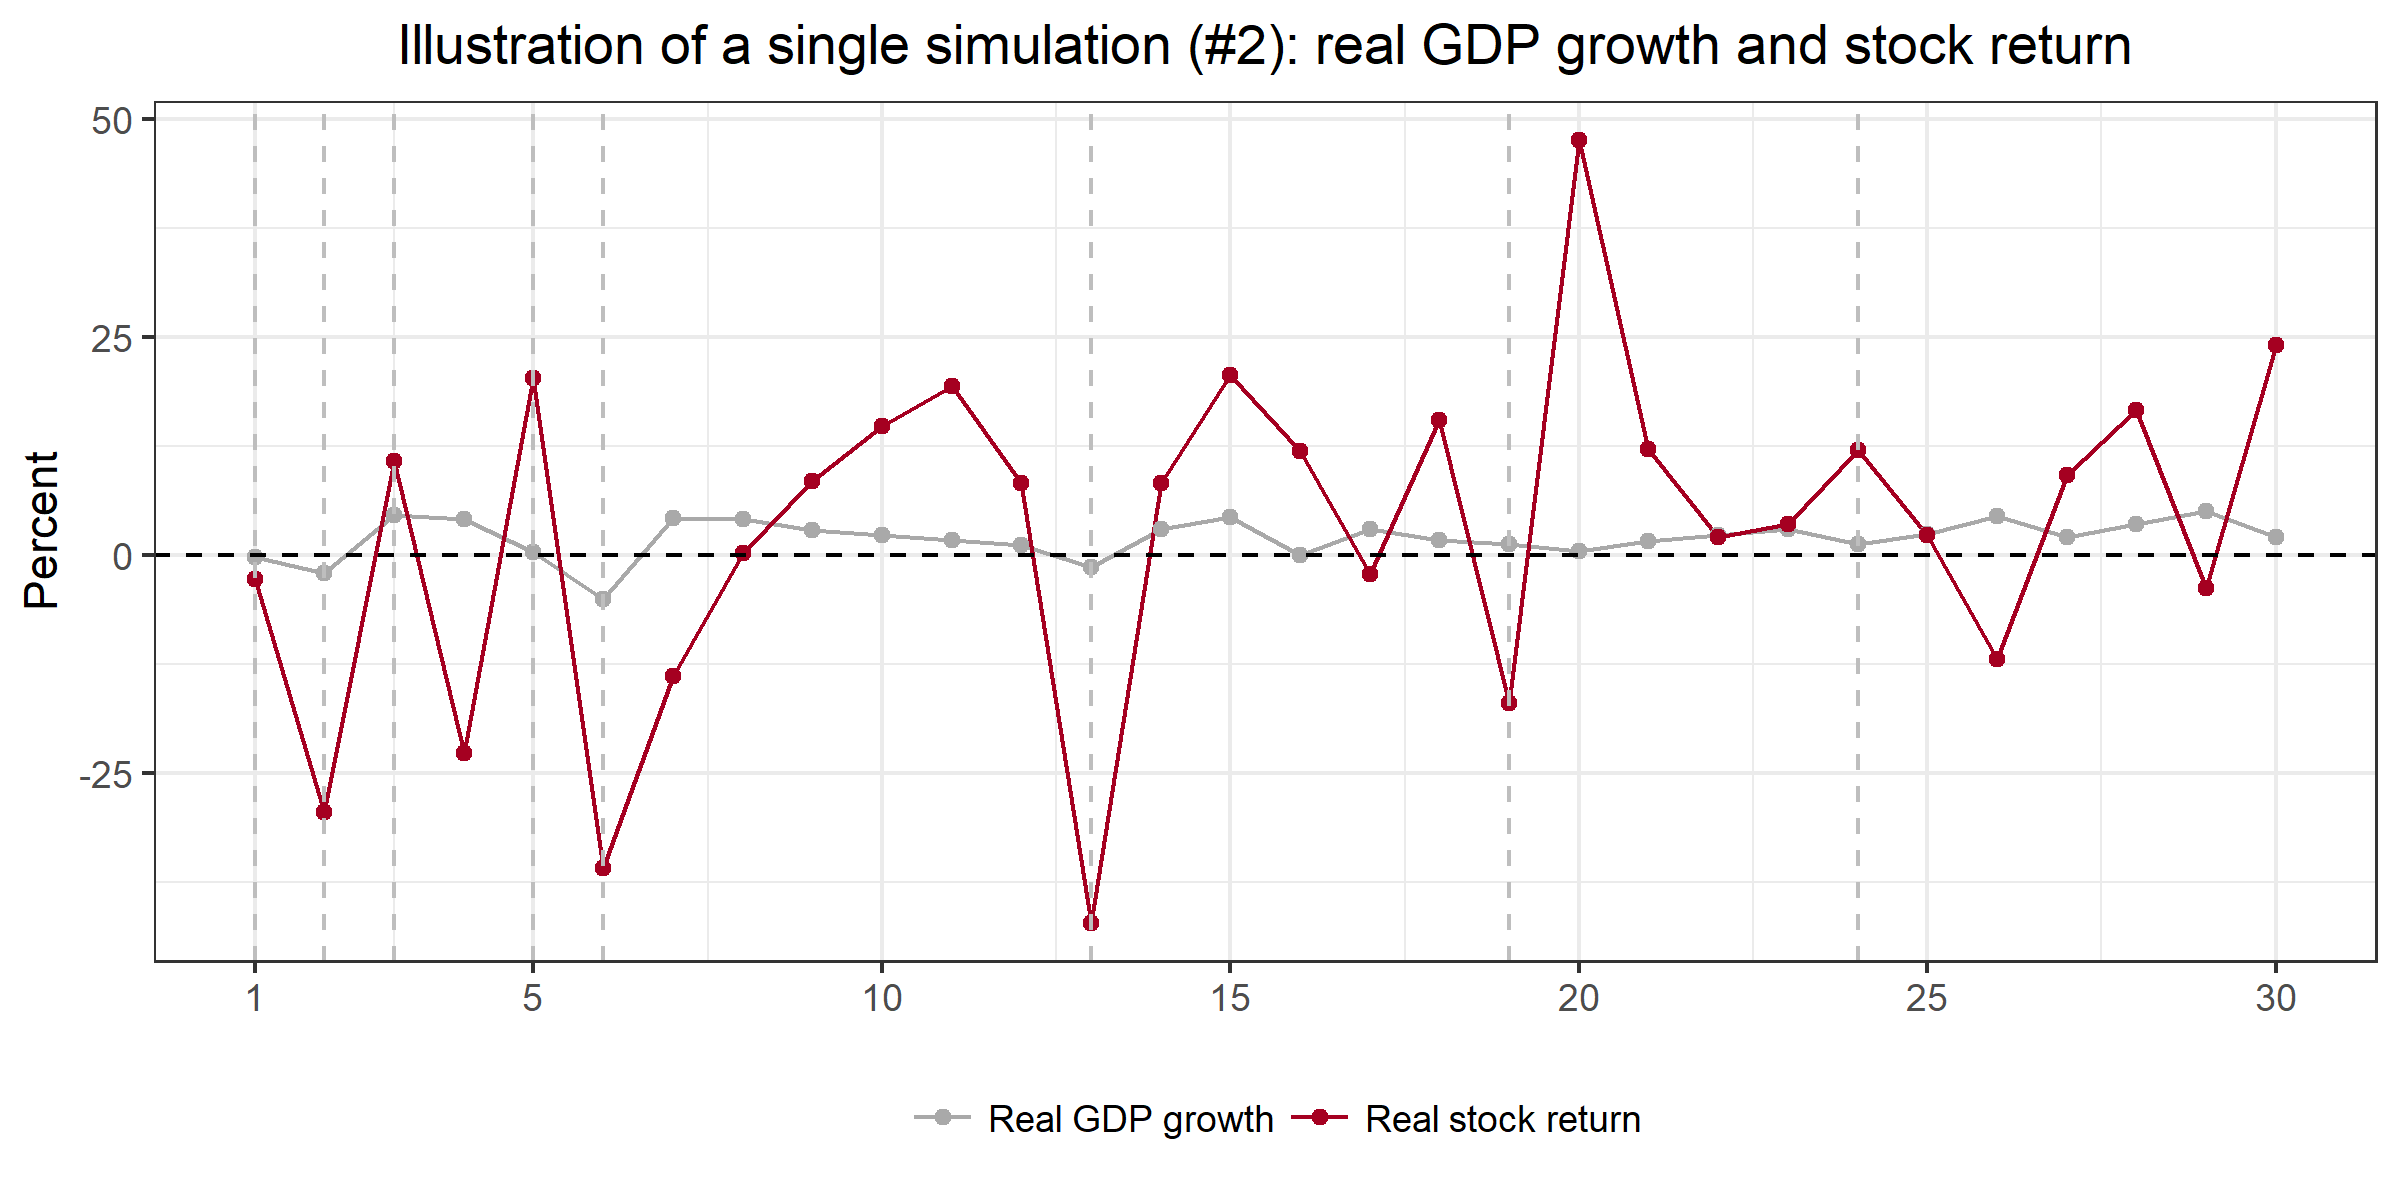 Illustration of a single simulation (#2): real GDP growth and stock return
Percent
50
25
0
-25
1 5 10 15 20 25 30
Real GDP growth Real stock return